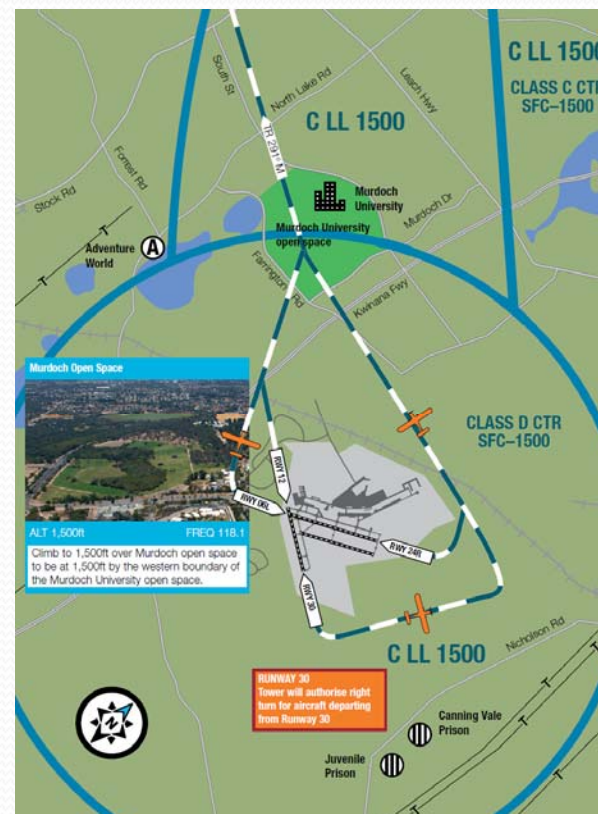 C LL 1500
CLASS C CTR
SFC–1500
South St
North Lake Rd
Leach Hwy
C LL 1500
TR 291° M
Forrest Rd
Stock Rd
Murdoch
University
Murdoch Dr
Murdoch University
open space
Adventure
World
A
Farrington Rd
Kwinana Fwy
Murdoch Open Space
CLASS D CTR
SFC–1500
RWY 12
RWY 06L
RWY 24R
RWY 30
ALT 1,500ft FREQ 118.1
Climb to 1,500ft over Murdoch open space
to be at 1,500ft by the western boundary of
the Murdoch University open space.
Nicholson Rd
C LL 1500
RUNWAY 30
Tower will authorise right
turn for aircraft departing
from Runway 30
Canning Vale
Prison
Juvenile
Prison
N